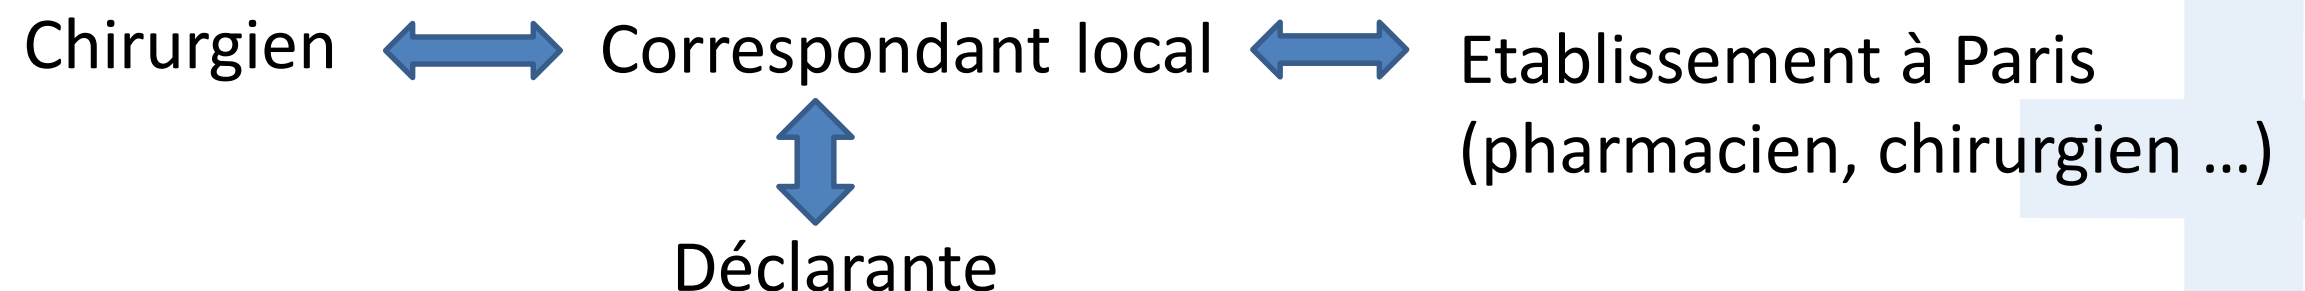 Chirurgien
Correspondant local
Etablissement à Paris
(pharmacien, chirurgien ...)
Déclarante